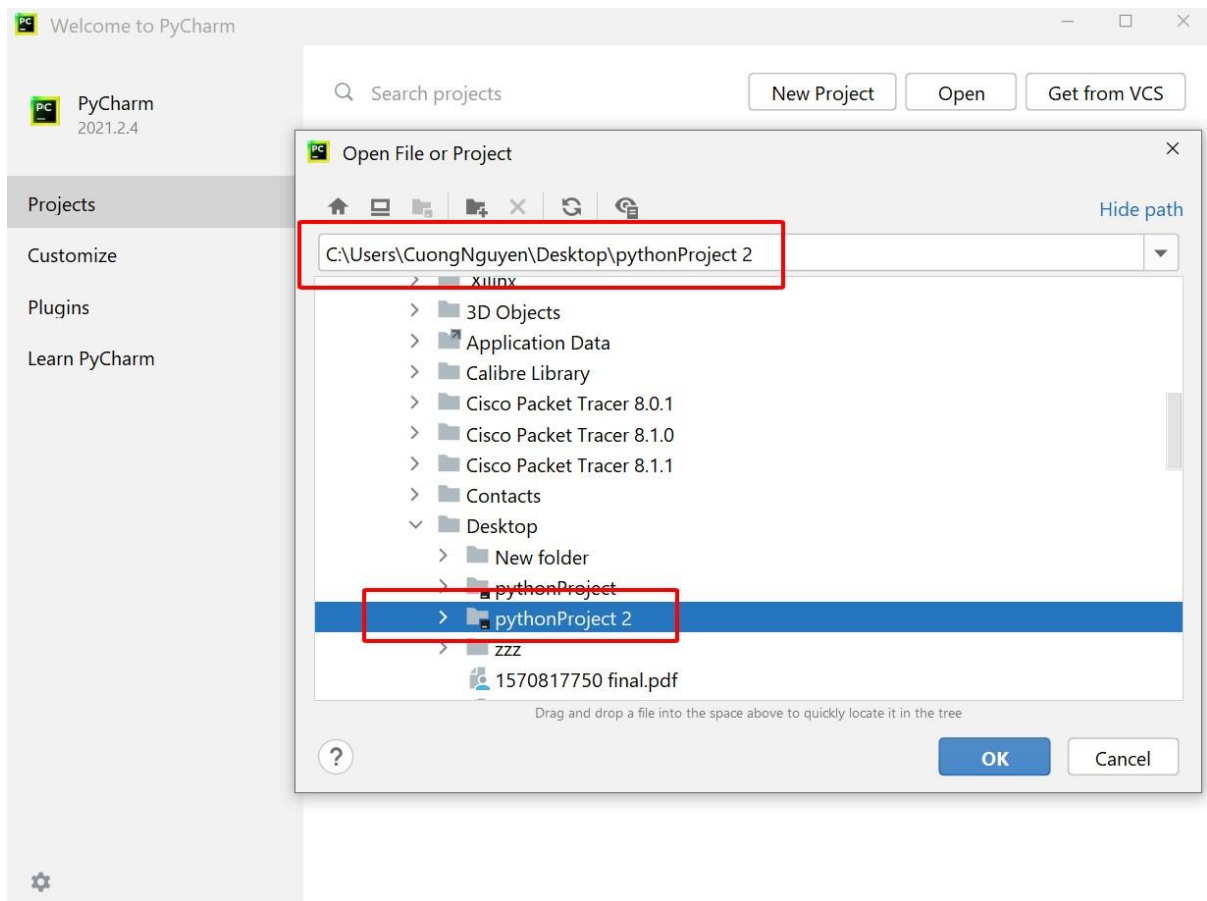 PC Welcome to PyCharm
PC PyCharm
2021.2.4
Search projects
New Project Open Get from VCS
Projects
Customize
Plugins
Learn PyCharm
PC Open File or Project
Hide path
C:\Users\CuongNguyen\Desktop\pythonProject 2
Xilinx
3D Objects
Application Data
Calibre Library
Cisco Packet Tracer 8.0.1
Cisco Packet Tracer 8.1.0
Cisco Packet Tracer 8.1.1
Contacts
Desktop
New folder
pythonProject
pythonProject 2
zzz
1570817750 final.pdf
Drag and drop a file into the space above to quickly locate it in the tree
? OK Cancel